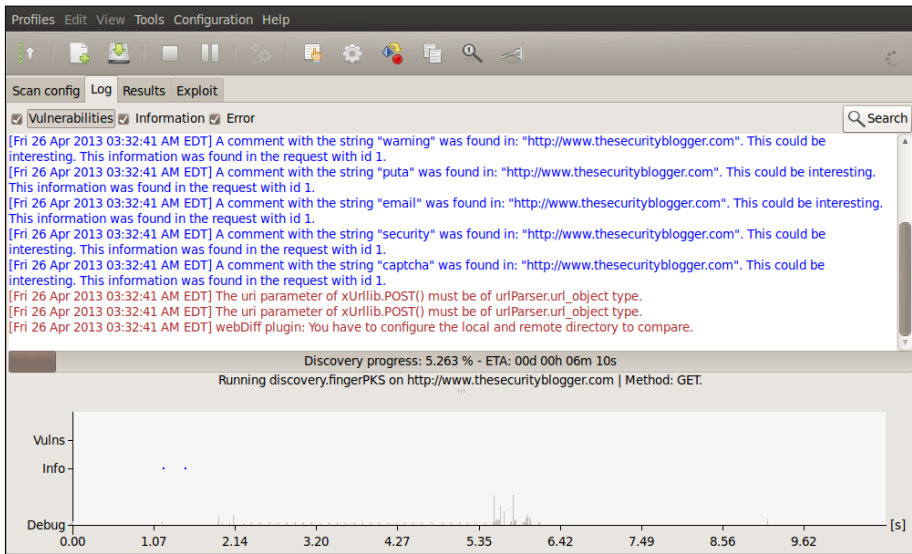 Profiles Edit View Tools Configuration Help
Scan config Log Results Exploit
Vulnerabilities Information Error Search
[Fri 26 Apr 2013 03:32:41 AM EDT] A comment with the string "warning" was found in: "http://www.thesecurityblogger.com". This could be
interesting. This information was found in the request with id 1.
[Fri 26 Apr 2013 03:32:41 AM EDT] A comment with the string "puta" was found in: "http://www.thesecurityblogger.com". This could be interesting.
This information was found in the request with id 1.
[Fri 26 Apr 2013 03:32:41 AM EDT] A comment with the string "email" was found in: "http://www.thesecurityblogger.com". This could be interesting.
This information was found in the request with id 1.
[Fri 26 Apr 2013 03:32:41 AM EDT] A comment with the string "security" was found in: "http://www.thesecurityblogger.com". This could be
interesting. This information was found in the request with id 1.
[Fri 26 Apr 2013 03:32:41 AM EDT] A comment with the string "captcha" was found in: "http://www.thesecurityblogger.com". This could be
interesting. This information was found in the request with id 1.
[Fri 26 Apr 2013 03:32:41 AM EDT] The uri parameter of xUrllib.POST() must be of urlParser.url_object type.
[Fri 26 Apr 2013 03:32:41 AM EDT] The uri parameter of xUrllib.POST() must be of urlParser.url_object type.
[Fri 26 Apr 2013 03:32:41 AM EDT] webDiff plugin: You have to configure the local and remote directory to compare.
Discovery progress: 5.263 % - ETA: 00d 00h 06m 10s
Running discovery.fingerPKS on http://www.thesecurityblogger.com | Method: GET.
Vulns
Info
Debug [s]
0.00 1.07 2.14 3.20 4.27 5.35 6.42 7.49 8.56 9.62